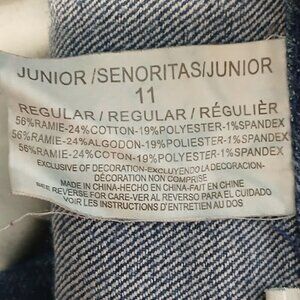 JUNIOR /SENORITAS/JUNIOR
11
REGULAR / REGULAR / RÉGULIÈR
56%RAMIE-24%COTTON-19%POLYESTER-1%SPANDEX
56%RAMIE-24%ALGODON-19%POLIESTER-1%SPANDEX
56%RAMIE-24%COTON-19%POLYESTER-1%SPANDEX
EXCLUSIVE OF DECORATION-EXCLUYENDO LA DECORACION-
DÉCORATION NON COMPRISE
MADE IN CHINA-HECHO EN CHINA-FAIT EN CHINE
SEE REVERSE FOR CARE-VER AL REVERSO PARA EL CUIDADO
VOIR LES INSTRUCTIONS D'ENTRETIEN AU DOS